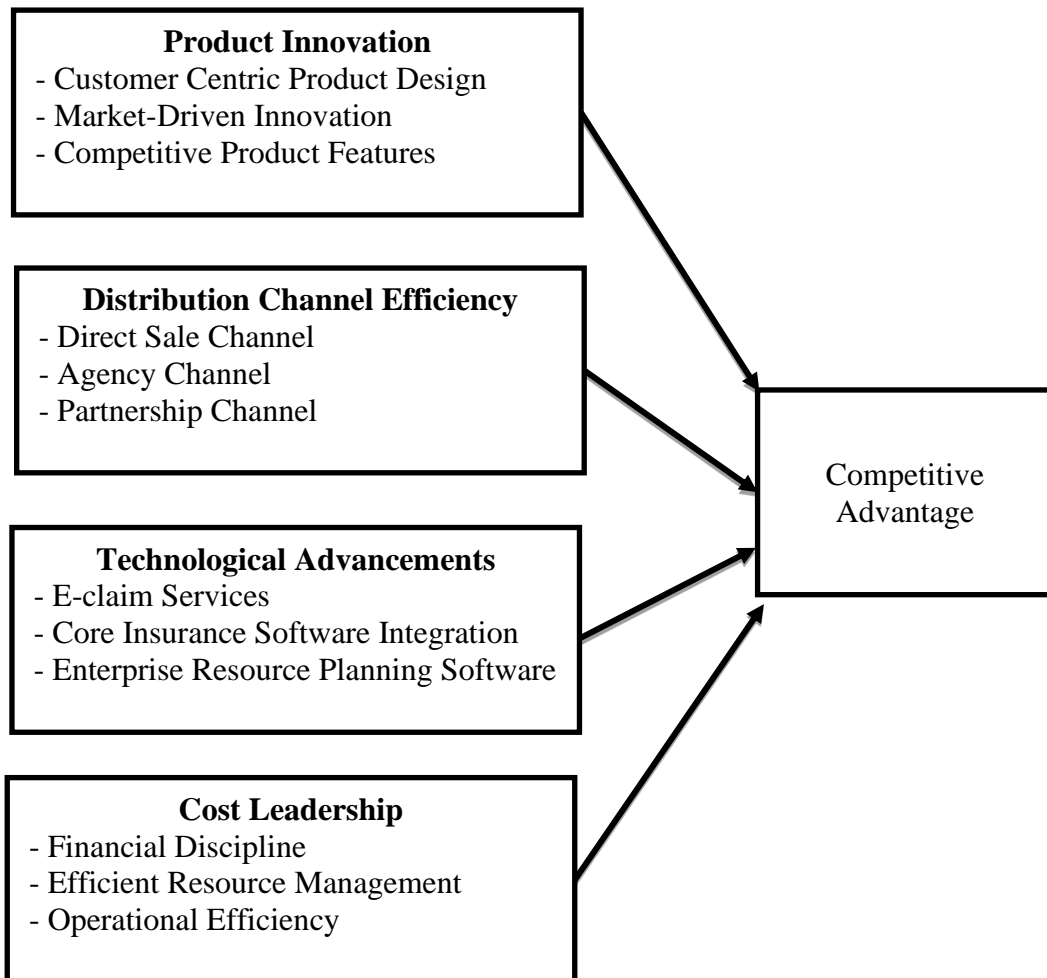 Product Innovation
- Customer Centric Product Design
- Market-Driven Innovation
- Competitive Product Features
Distribution Channel Efficiency
- Direct Sale Channel
- Agency Channel
- Partnership Channel
Technological Advancements
- E-claim Services
- Core Insurance Software Integration
- Enterprise Resource Planning Software
Cost Leadership
- Financial Discipline
- Efficient Resource Management
- Operational Efficiency
Competitive
Advantage